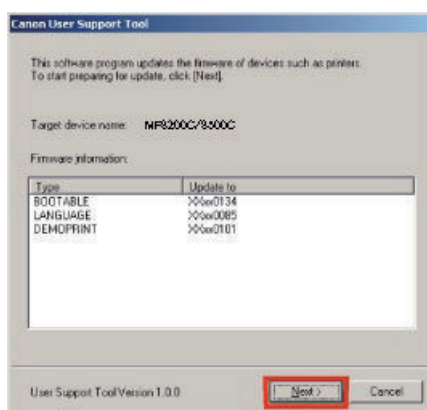 Canon User Support Tool
This software program updates the firmware of devices such as printers.
To start preparing for update, click [Next].
Target device name: MF8200C/8500C
Firmware information:
Type Update to
BOOTABLE XXxx0134
LANGUAGE XXxx0085
DEMOPRINT XXxx0101
User Support Tool Version 1.0.0
Next >
Cancel